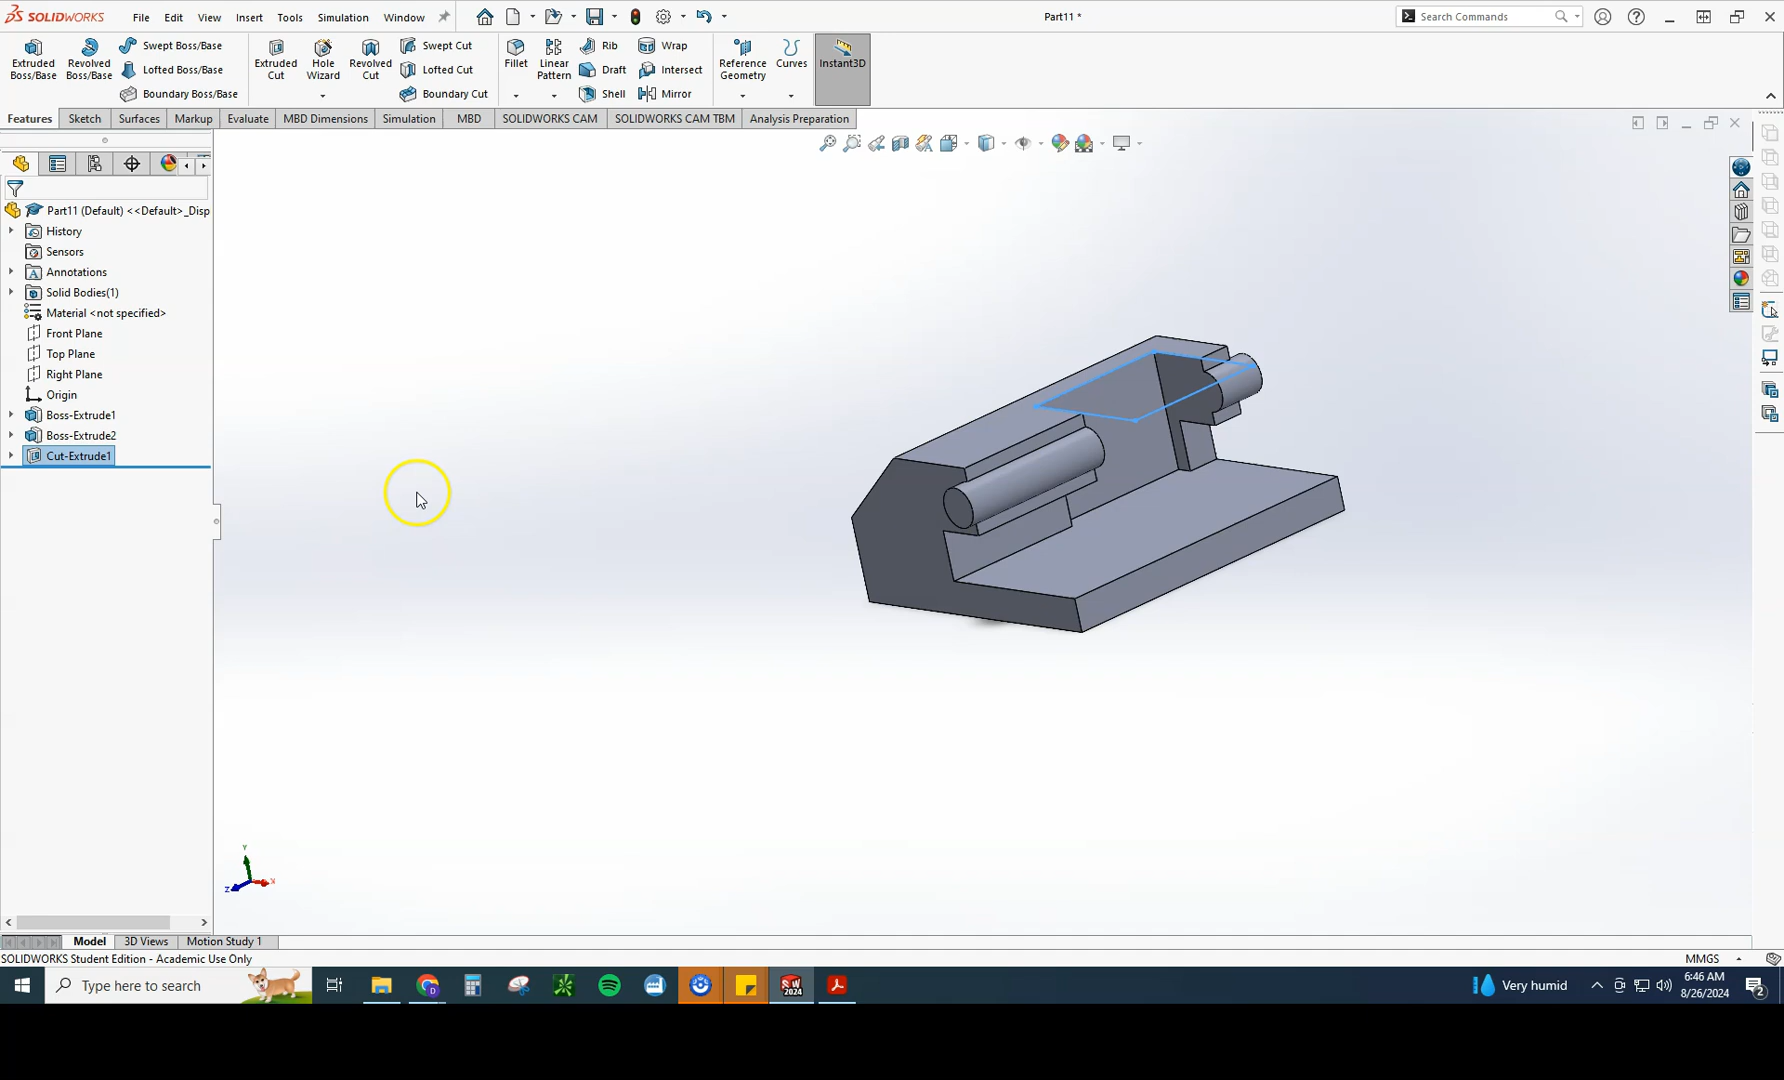 SOLIDWORKS File Edit View Insert Tools Simulation Window Part11 * Search Commands
Extruded Boss/Base Revolved Boss/Base Swept Boss/Base Lofted Boss/Base Boundary Boss/Base Extruded Cut Hole Wizard Revolved Cut Swept Cut Lofted Cut Boundary Cut Fillet Linear Pattern Rib Draft Shell Wrap Intersect Mirror Reference Geometry Curves Instant3D
Features Sketch Surfaces Markup Evaluate MBD Dimensions Simulation MBD SOLIDWORKS CAM SOLIDWORKS CAM TBM Analysis Preparation
Part11 (Default) <<Default>_Disp
History
Sensors
A Annotations
Solid Bodies(1)
Material <not specified>
Front Plane
Top Plane
Right Plane
Origin
Boss-Extrude1
Boss-Extrude2
Cut-Extrude1
Y
Z X
Model 3D Views Motion Study 1
SOLIDWORKS Student Edition - Academic Use Only MMGS
Type here to search SW 2024 Very humid 6:46 AM
8/26/2024 2